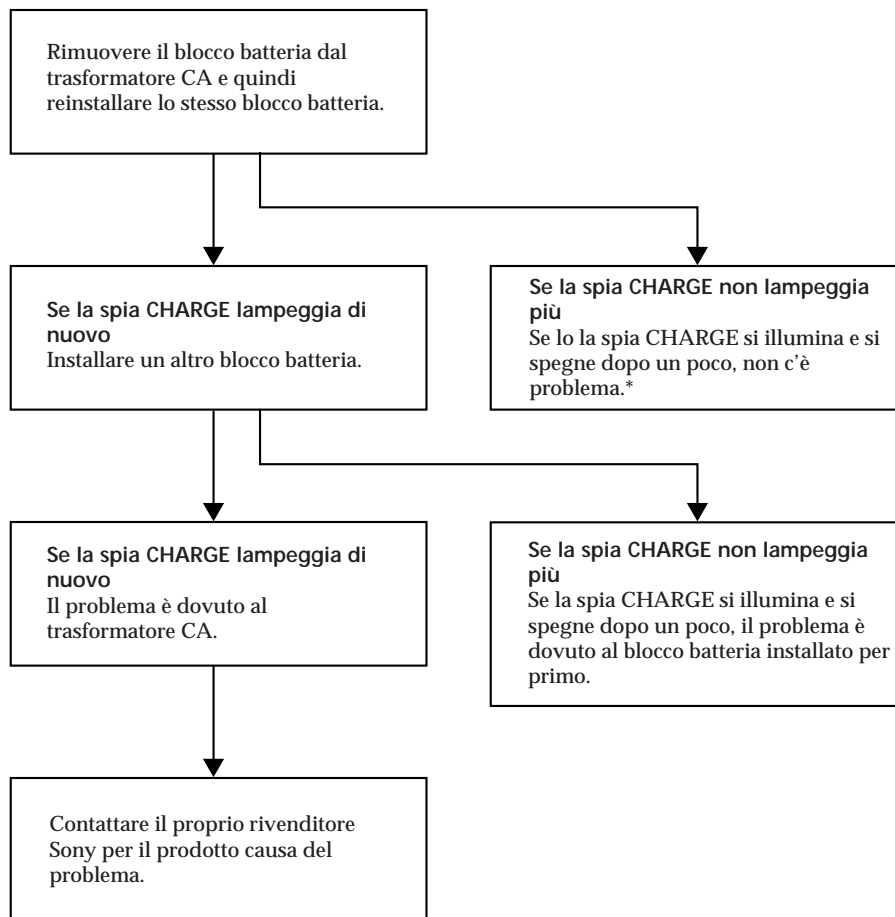 Rimuovere il blocco batteria dal
trasformatore CA e quindi
reinstallare lo stesso blocco batteria.
Se la spia CHARGE lampeggia di
nuovo
Installare un altro blocco batteria.
Se la spia CHARGE non lampeggia
più
Se lo la spia CHARGE si illumina e si
spegne dopo un poco, non c'è
problema.*
Se la spia CHARGE lampeggia di
nuovo
Il problema è dovuto al
trasformatore CA.
Se la spia CHARGE non lampeggia
più
Se la spia CHARGE si illumina e si
spegne dopo un poco, il problema è
dovuto al blocco batteria installato per
primo.
Contattare il proprio rivenditore
Sony per il prodotto causa del
problema.